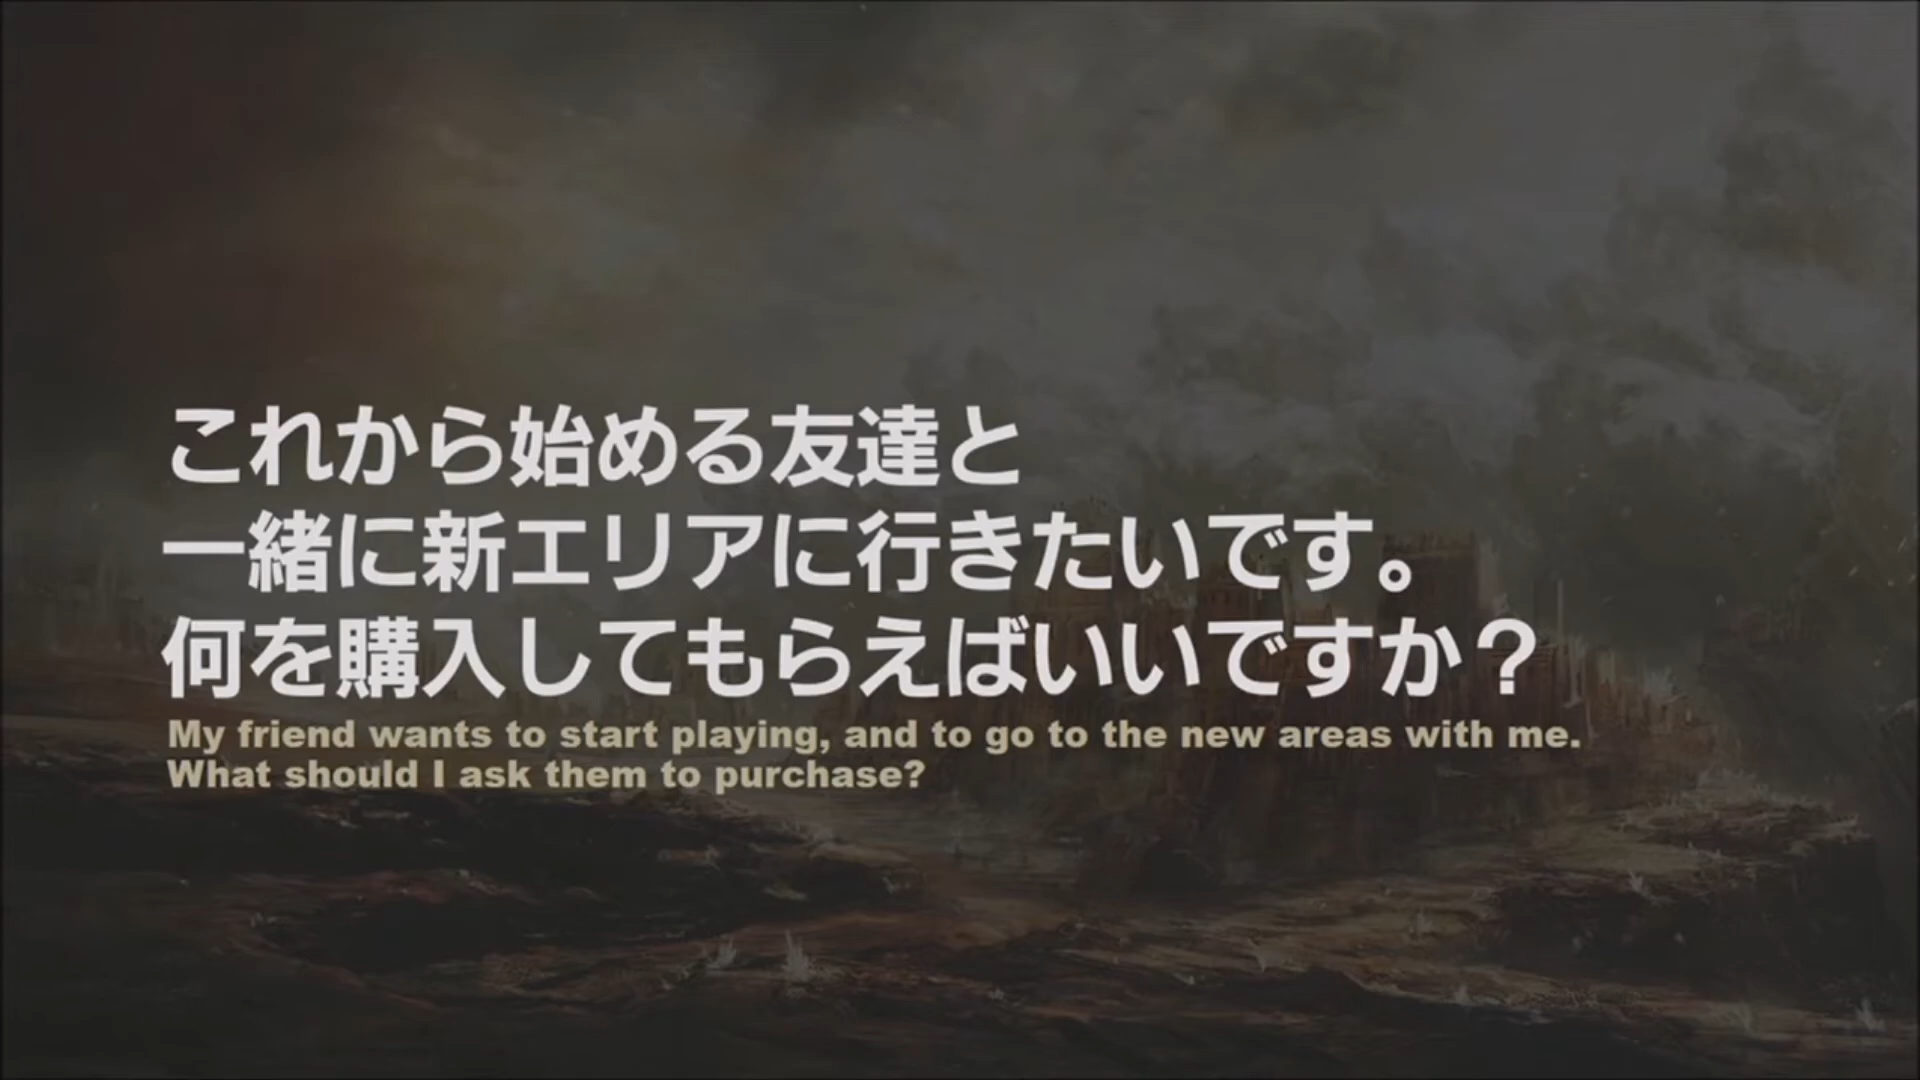 これから始める友達と
一緒に新エリアに行きたいです。
何を購入してもらえばいいですか？
My friend wants to start playing, and to go to the new areas with me.
What should I ask them to purchase?